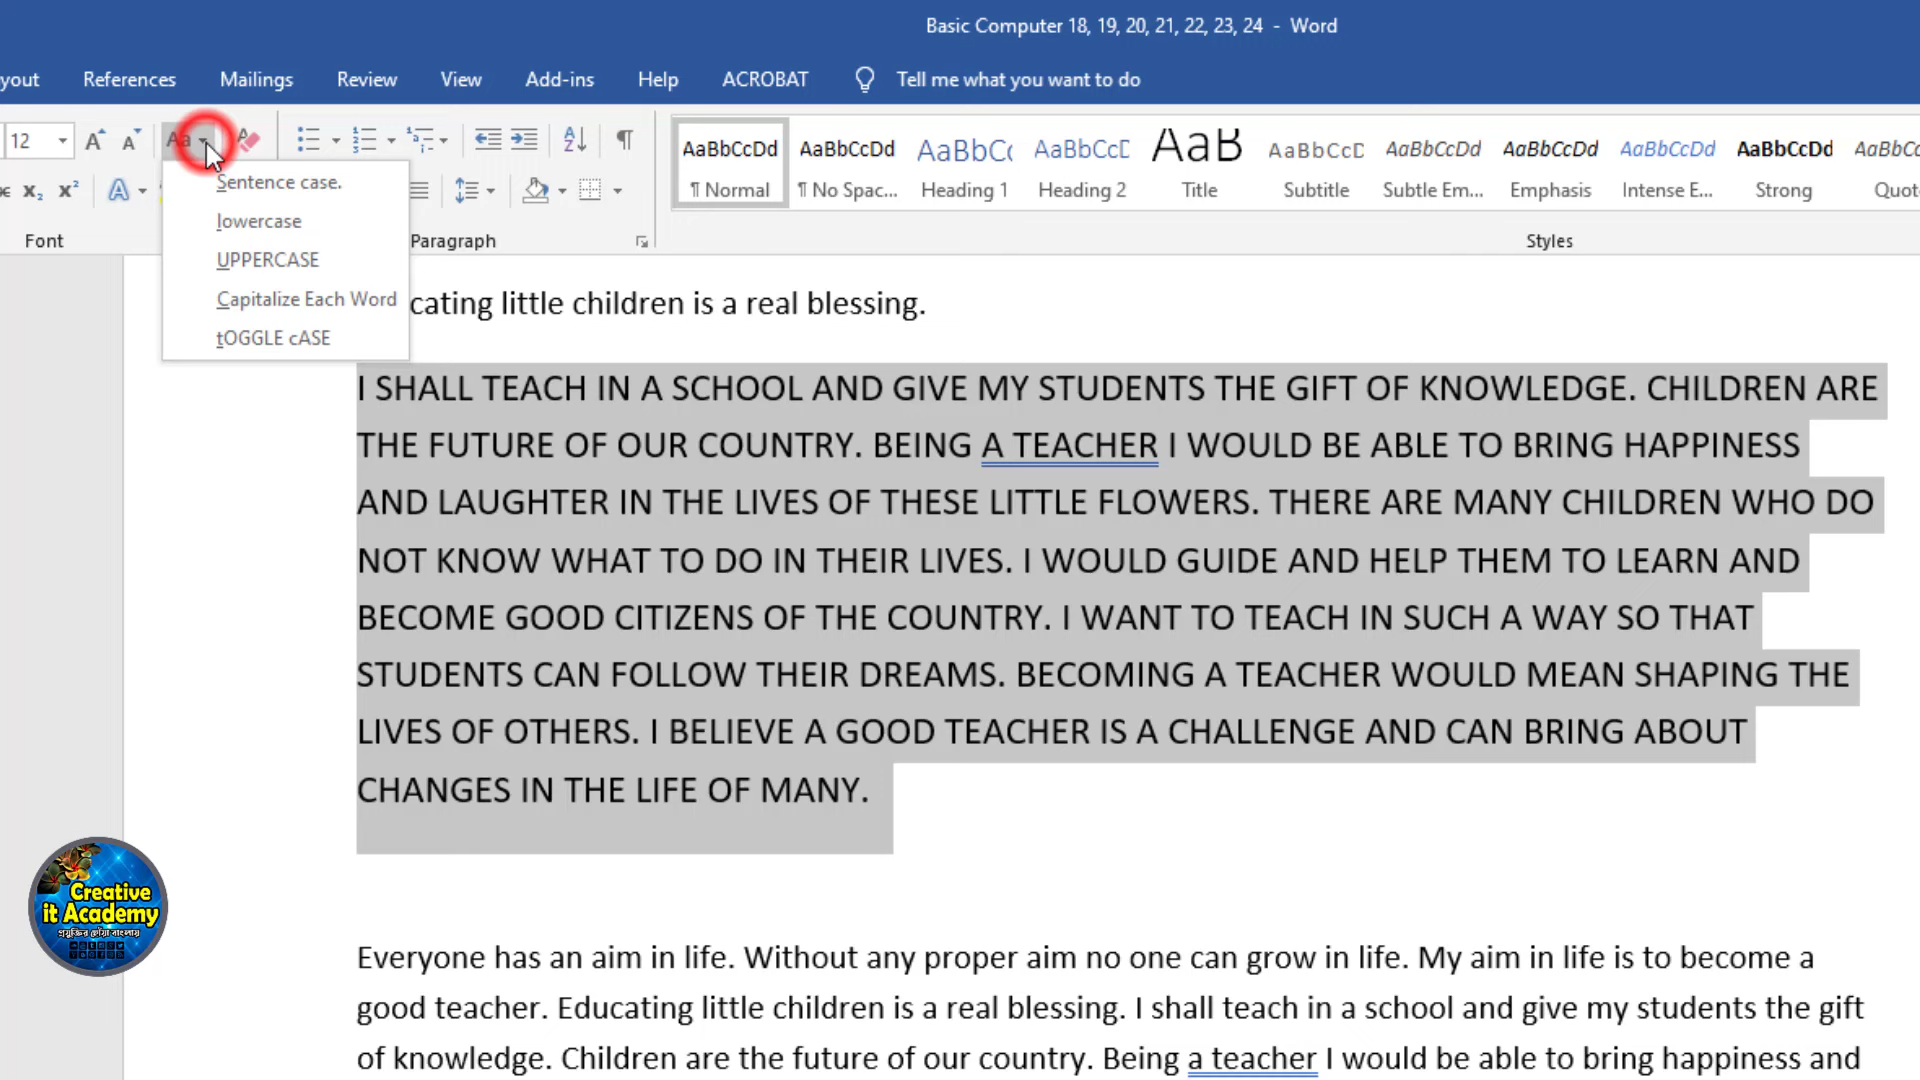 Basic Computer 18, 19, 20, 21, 22, 23, 24 - Word
yout References Mailings Review View Add-ins Help ACROBAT Tell me what you want to do
12 Aa
AaBbCcDd AaBbCcDd AaBbC AaBbCcD AaB AaBbCcD AaBbCcDd AaBbCcDd AaBbCcDd AaBbCcDd AaBbCc
¶ Normal ¶ No Spac... Heading 1 Heading 2 Title Subtitle Subtle Em... Emphasis Intense E... Strong Quot
Font Paragraph Styles
Sentence case.
lowercase
UPPERCASE
Capitalize Each Word
tOGGLE cASE
cating little children is a real blessing.
I SHALL TEACH IN A SCHOOL AND GIVE MY STUDENTS THE GIFT OF KNOWLEDGE. CHILDREN ARE
THE FUTURE OF OUR COUNTRY. BEING A TEACHER I WOULD BE ABLE TO BRING HAPPINESS
AND LAUGHTER IN THE LIVES OF THESE LITTLE FLOWERS. THERE ARE MANY CHILDREN WHO DO
NOT KNOW WHAT TO DO IN THEIR LIVES. I WOULD GUIDE AND HELP THEM TO LEARN AND
BECOME GOOD CITIZENS OF THE COUNTRY. I WANT TO TEACH IN SUCH A WAY SO THAT
STUDENTS CAN FOLLOW THEIR DREAMS. BECOMING A TEACHER WOULD MEAN SHAPING THE
LIVES OF OTHERS. I BELIEVE A GOOD TEACHER IS A CHALLENGE AND CAN BRING ABOUT
CHANGES IN THE LIFE OF MANY.
Creative
it Academy
প্রযুক্তির ছোঁয়া বাংলায়
Everyone has an aim in life. Without any proper aim no one can grow in life. My aim in life is to become a
good teacher. Educating little children is a real blessing. I shall teach in a school and give my students the gift
of knowledge. Children are the future of our country. Being a teacher I would be able to bring happiness and